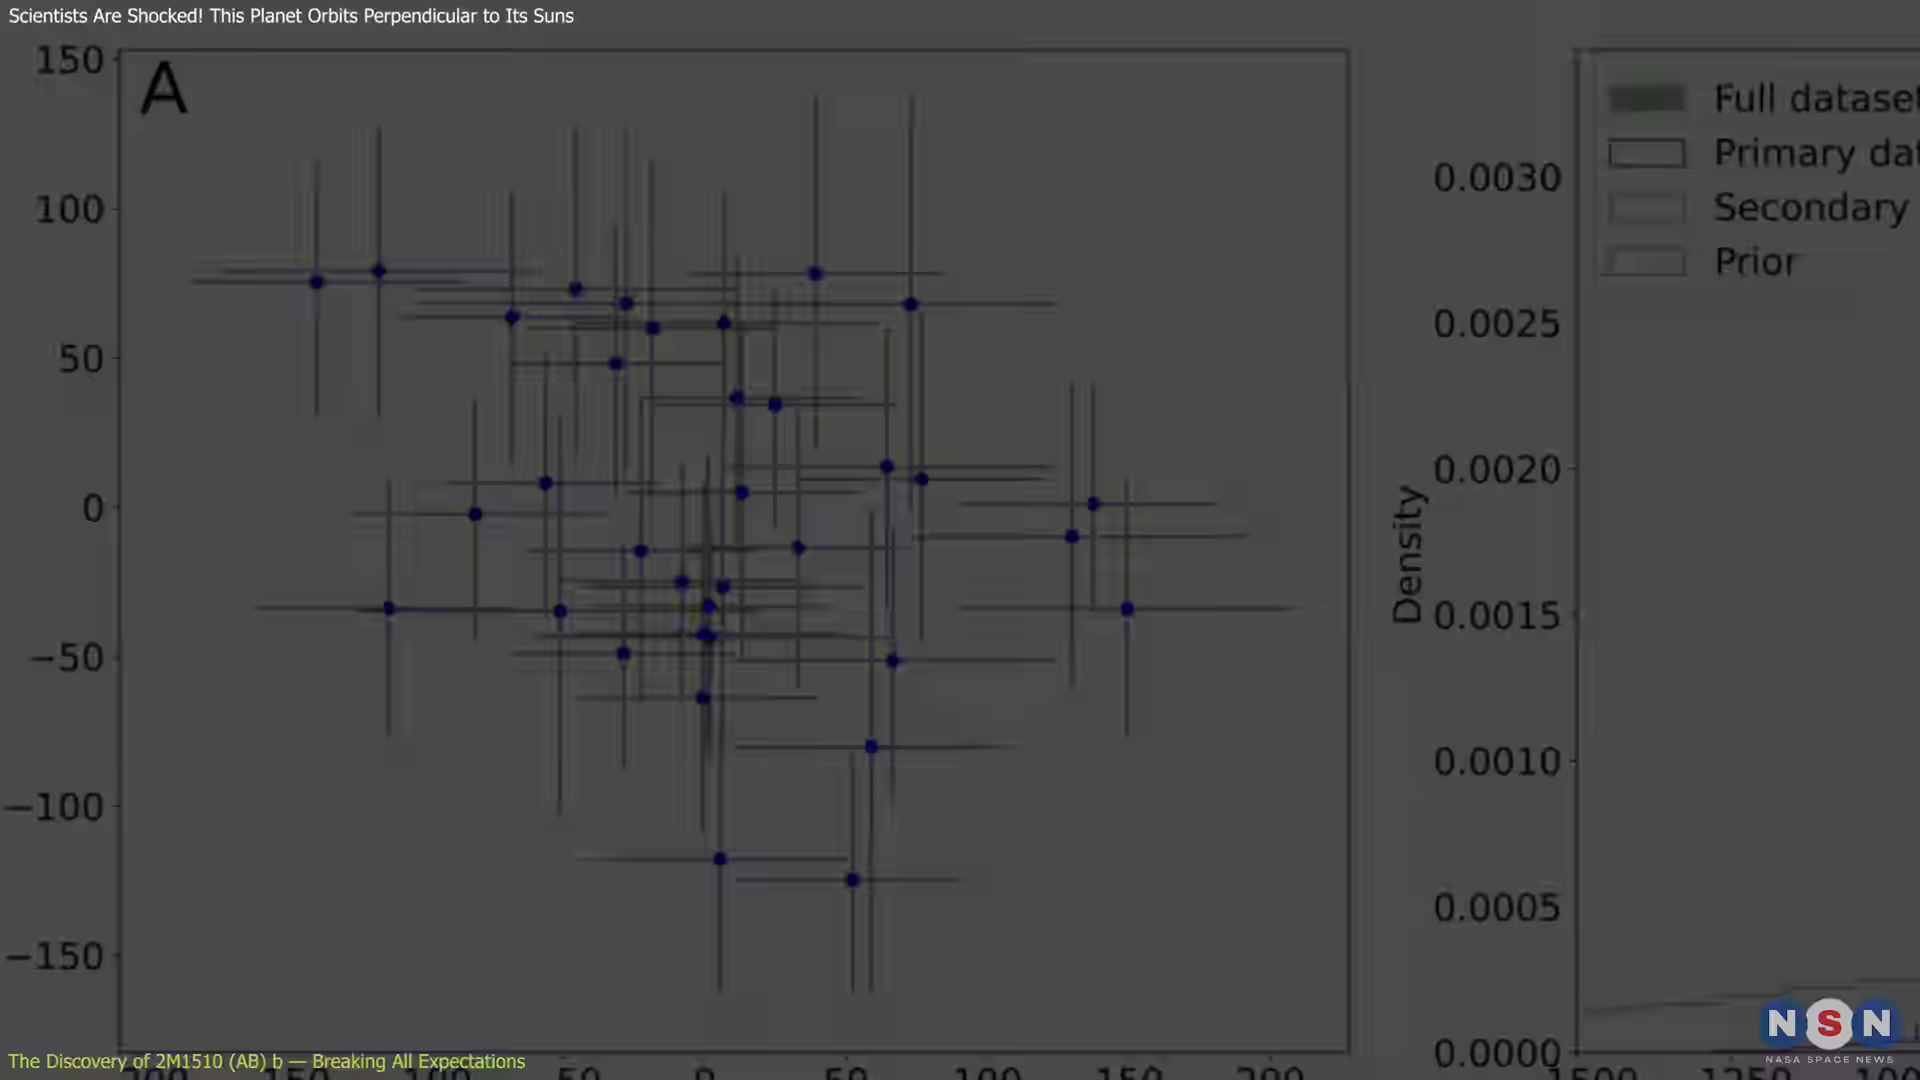 Scientists Are Shocked! This Planet Orbits Perpendicular to Its Suns
A
150
100
50
0
−50
−100
−150
Density
0.0030
0.0025
0.0020
0.0015
0.0010
0.0005
0.0000
Full dataset
Primary dat
Secondary
Prior
The Discovery of 2M1510 (AB) b — Breaking All Expectations
NSN
NASA SPACE NEWS